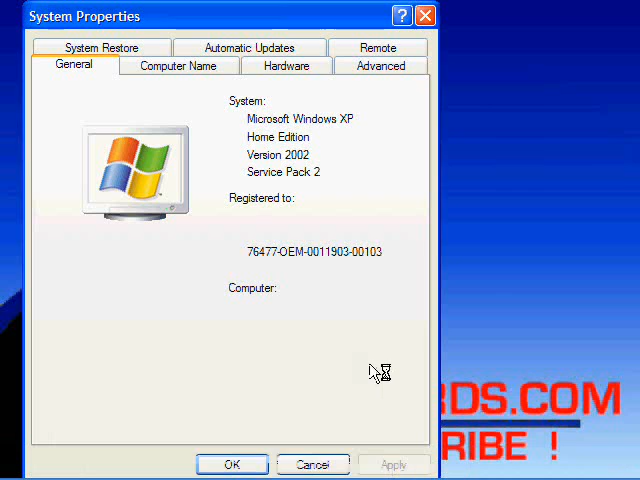 System Properties
System Restore
Automatic Updates
Remote
General
Computer Name
Hardware
Advanced
System:
Microsoft Windows XP
Home Edition
Version 2002
Service Pack 2
Registered to:
76477-OEM-0011903-00103
Computer:
RDS.COM
RIBE !
OK
Cancel
Apply